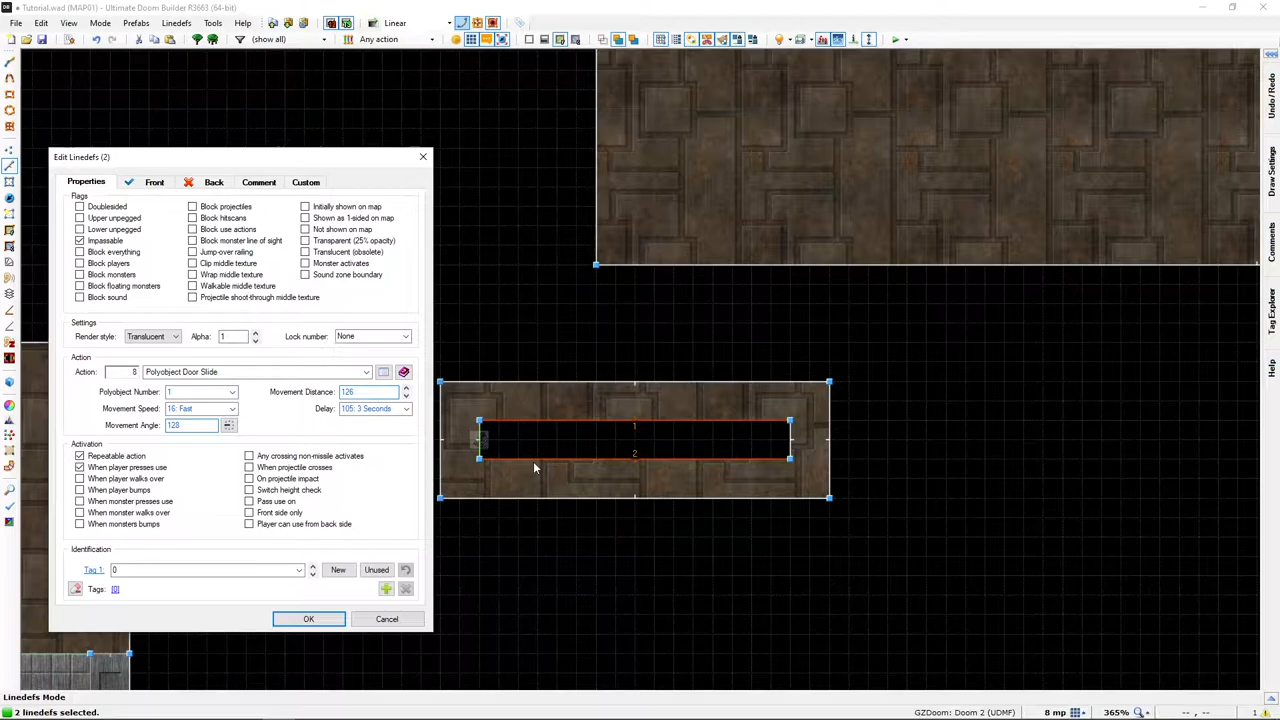 Tutorial.wad (MAP01) - Ultimate Doom Builder R3663 (64-bit)
File Edit View Mode Prefabs Linedefs Tools Help Linear
(show all) Any action
Edit Linedefs (2)
Properties Front Back Comment Custom
Flags
Doublesided Block projectiles Initially shown on map
Upper unpegged Block hitscans Shown as 1-sided on map
Lower unpegged Block use actions Not shown on map
Impassable Block monster line of sight Transparent (25% opacity)
Block everything Jump-over railing Translucent (obsolete)
Block players Clip middle texture Monster activates
Block monsters Wrap middle texture Sound zone boundary
Block floating monsters Walkable middle texture
Block sound Projectile shoot-through middle texture
Settings
Render style: Translucent Alpha: 1 Lock number: None
Action
Action: 8 Polyobject Door Slide
Polyobject Number: 1 Movement Distance: 126
Movement Speed: 16: Fast Delay: 105: 3 Seconds
Movement Angle: 128
Activation
Repeatable action Any crossing non-missile activates
When player presses use When projectile crosses
When player walks over On projectile impact
When player bumps Switch height check
When monster presses use Pass use on
When monster walks over Front side only
When monsters bumps Player can use from back side
Identification
Tag 1: 0 New Unused
Tags: [0]
OK Cancel
1
2
Undo / Redo
Draw Settings
Comments
Tag Explorer
Help
Linedefs Mode
2 linedefs selected. GZDoom: Doom 2 (UDMF) 8 mp 365% -- , -- 1